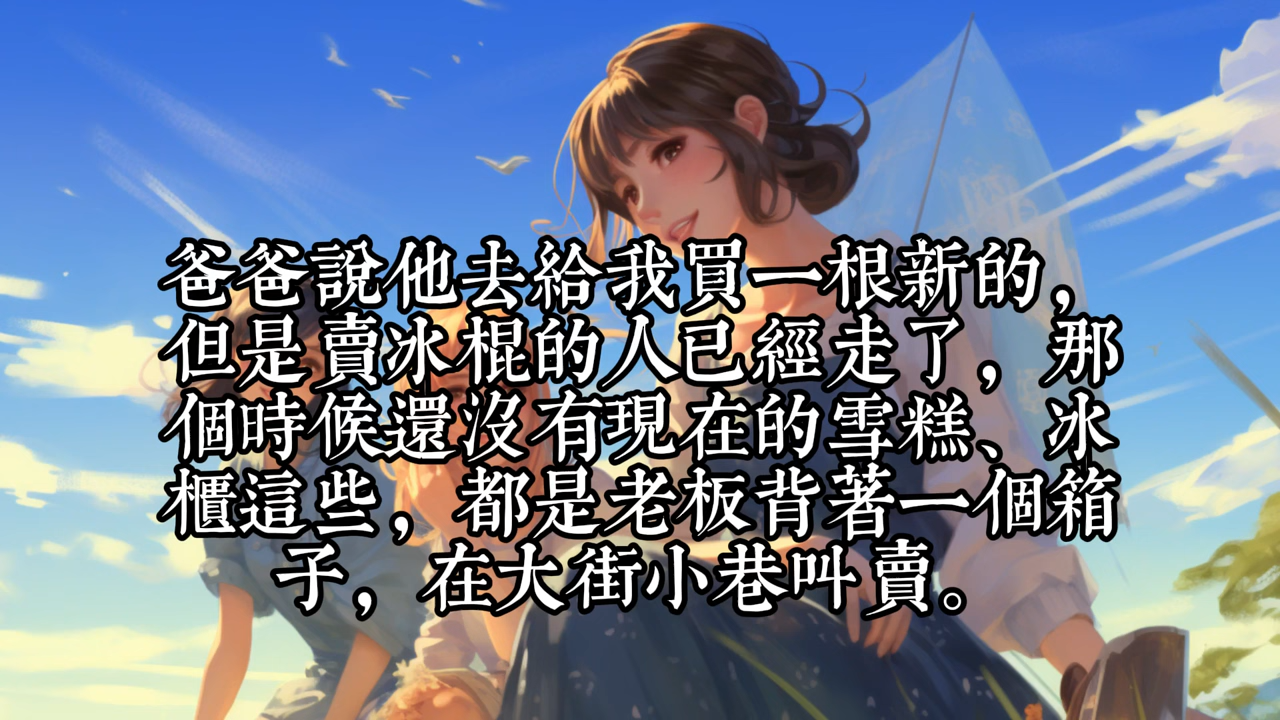 爸爸說他去給我買一根新的，
但是賣冰棍的人已經走了，那
個時候還沒有現在的雪糕、冰
櫃這些，都是老板背著一個箱
子，在大街小巷叫賣。